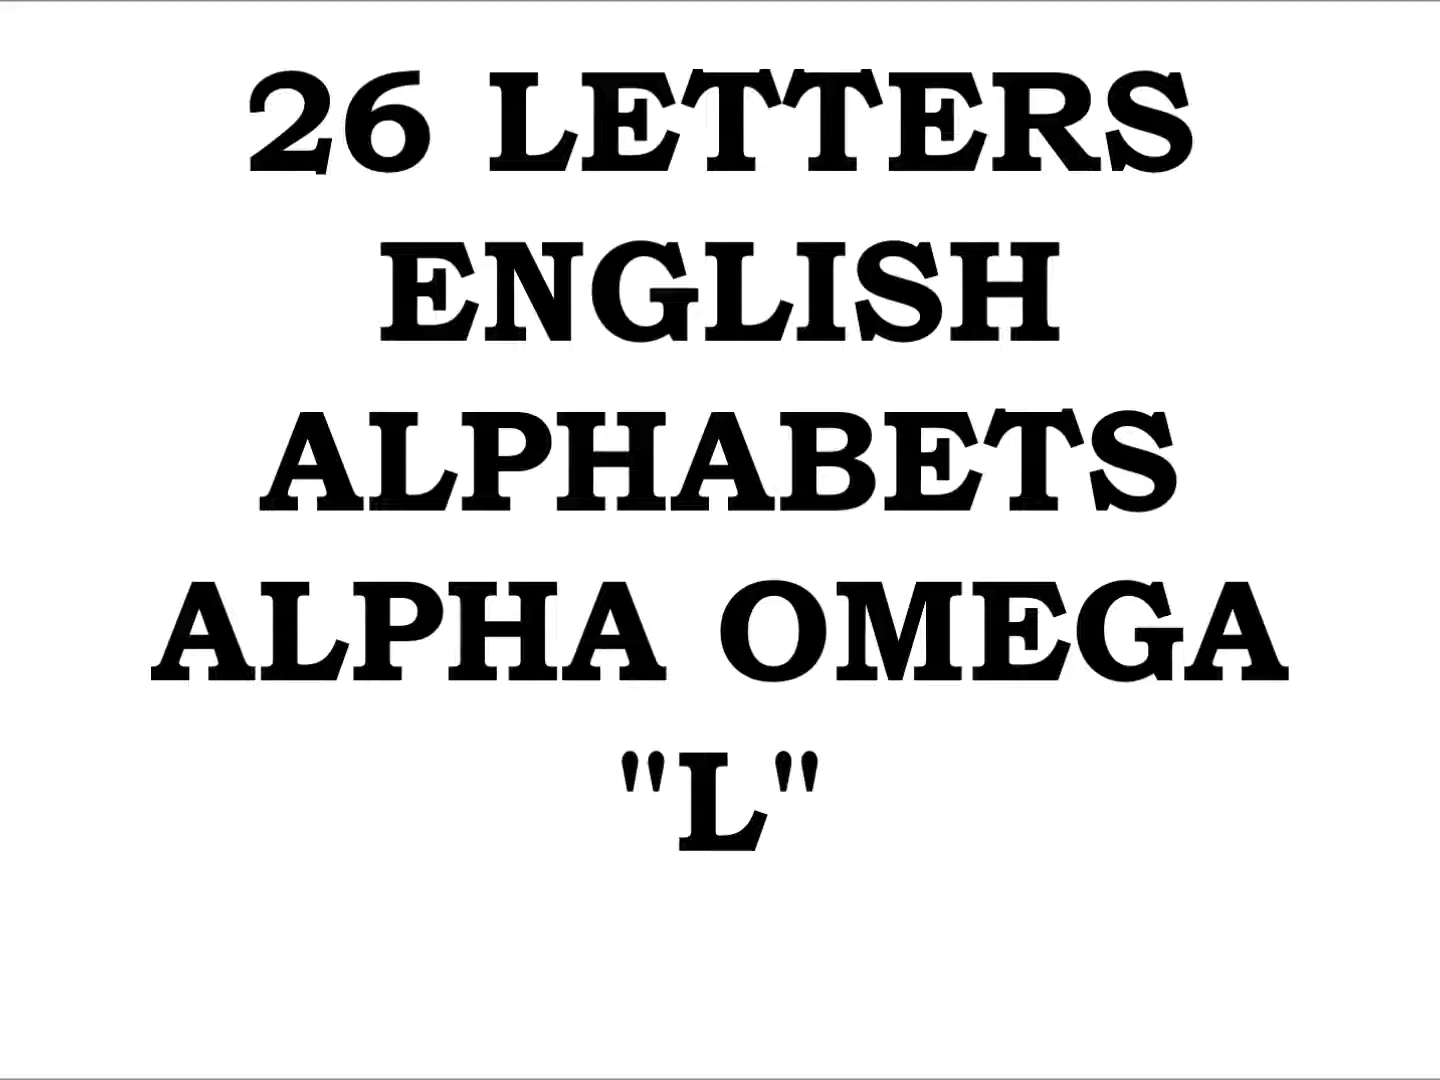 26 LETTERS
ENGLISH
ALPHABETS
ALPHA OMEGA
"L"